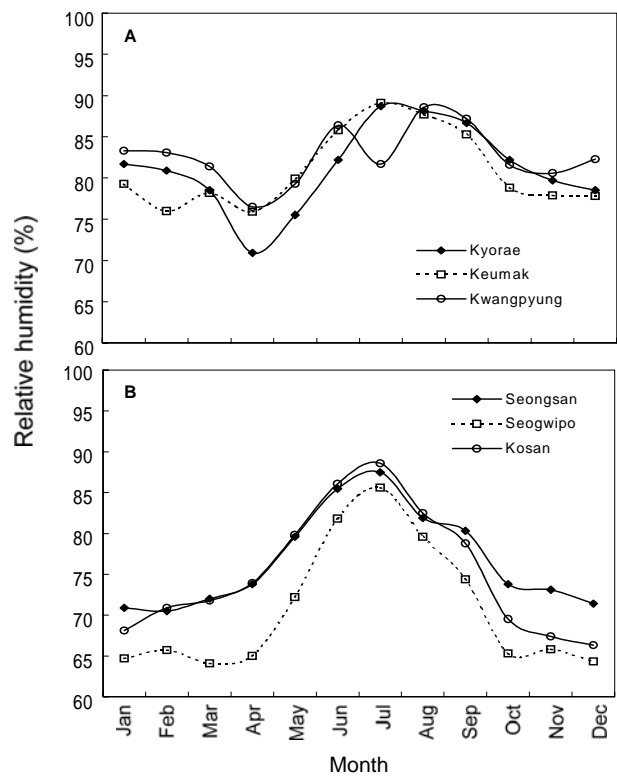 A
100
95
90
85
80
75
70
65
60
Kyorae
Keumak
Kwangpyung
Relative humidity (%)
B
100
95
90
85
80
75
70
65
60
Seongsan
Seogwipo
Kosan
Jan
Feb
Mar
Apr
May
Jun
Jul
Aug
Sep
Oct
Nov
Dec
Month